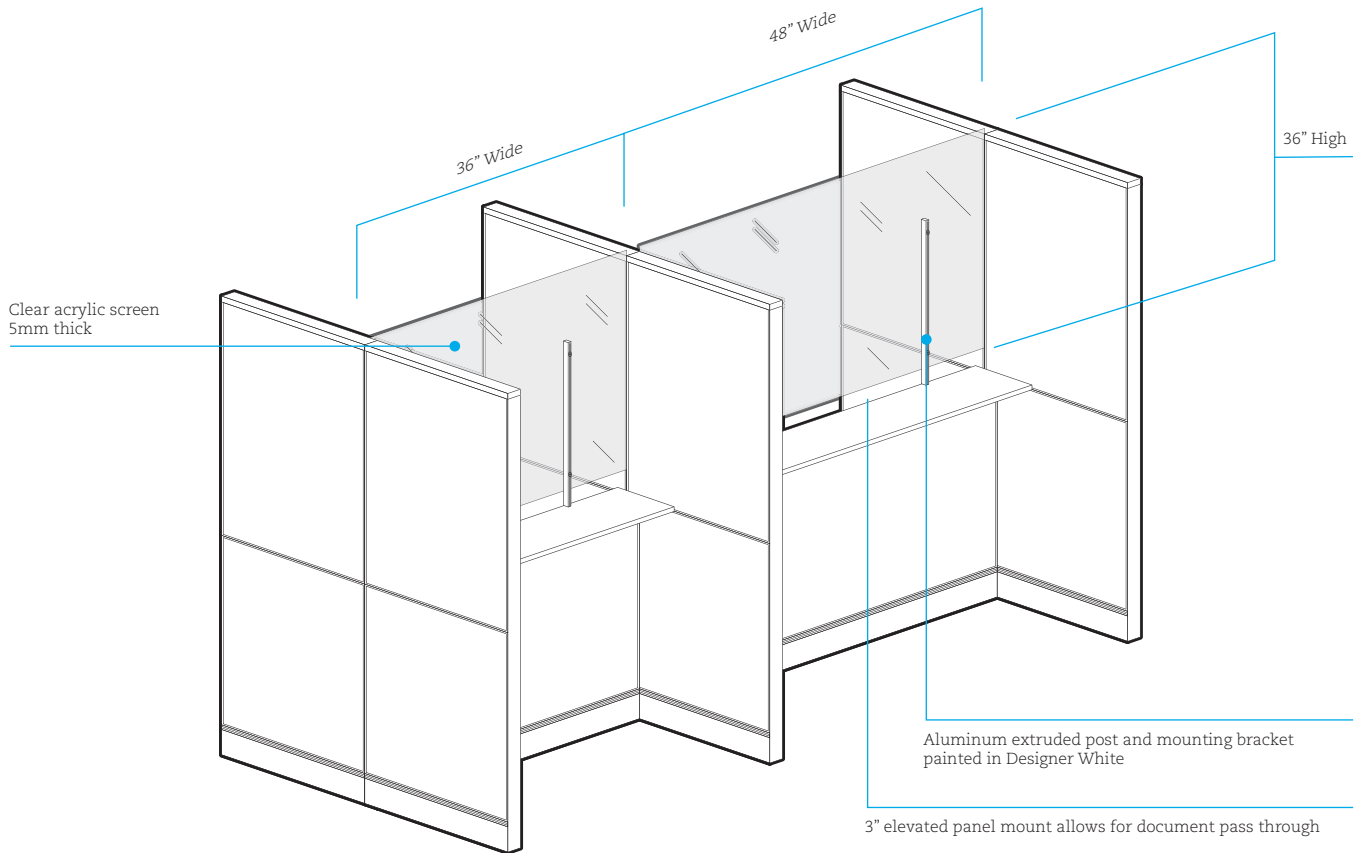 48” Wide
36” Wide
36” High
Clear acrylic screen
5mm thick
Aluminum extruded post and mounting bracket
painted in Designer White
3” elevated panel mount allows for document pass through